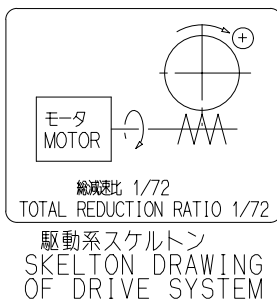 モータ
MOTOR
総減速比 1/72
TOTAL REDUCTION RATIO 1/72
駆動系スケルトン
SKELTON DRAWING
OF DRIVE SYSTEM